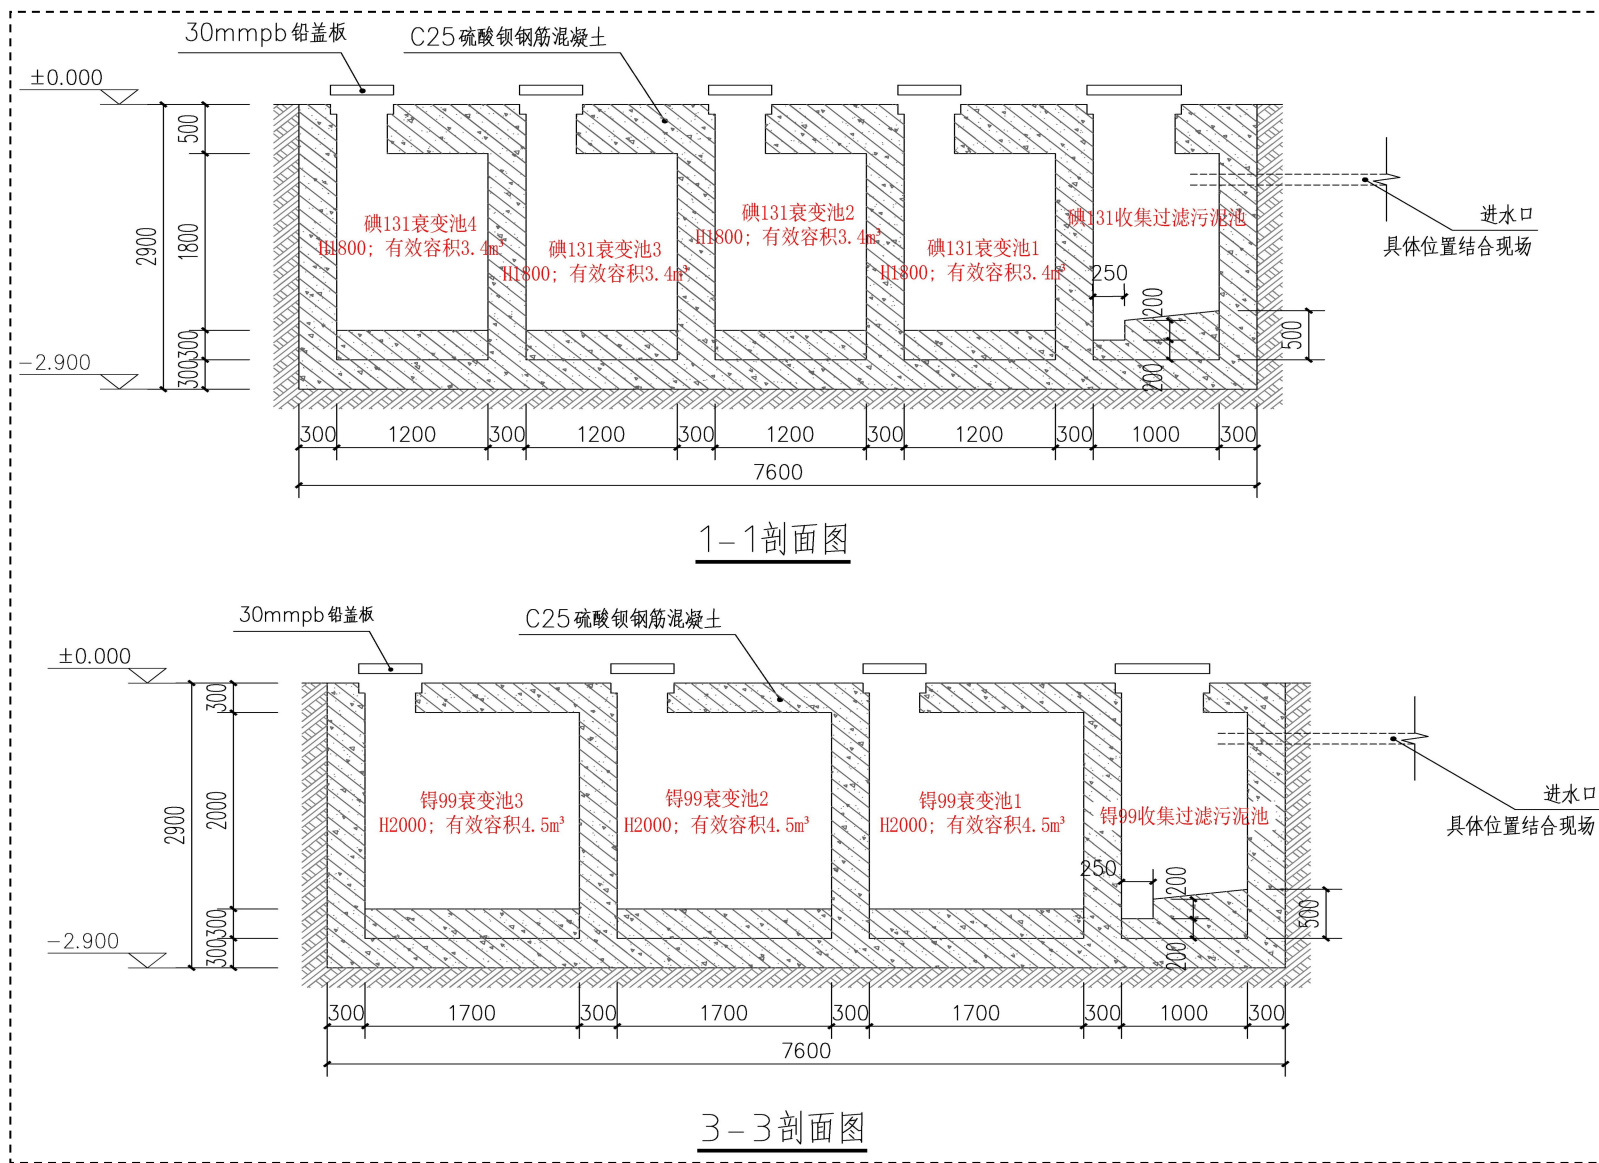 30mmpb铅盖板
C25硫酸钡钢筋混凝土
±0.000
500
1800
2900
300
300
-2.900
碘131衰变池4
H1800；有效容积3.4m³
碘131衰变池3
H1800；有效容积3.4m³
碘131衰变池2
H1800；有效容积3.4m³
碘131衰变池1
H1800；有效容积3.4m³
碘131收集过滤污泥池
250
200
200
500
进水口
具体位置结合现场
300 1200 300 1200 300 1200 300 1200 300 1000 300
7600
1-1剖面图
30mmpb铅盖板
C25硫酸钡钢筋混凝土
±0.000
300
2000
2900
300
300
-2.900
锝99衰变池3
H2000；有效容积4.5m³
锝99衰变池2
H2000；有效容积4.5m³
锝99衰变池1
H2000；有效容积4.5m³
锝99收集过滤污泥池
250
200
200
500
进水口
具体位置结合现场
300 1700 300 1700 300 1700 300 1000 300
7600
3-3剖面图